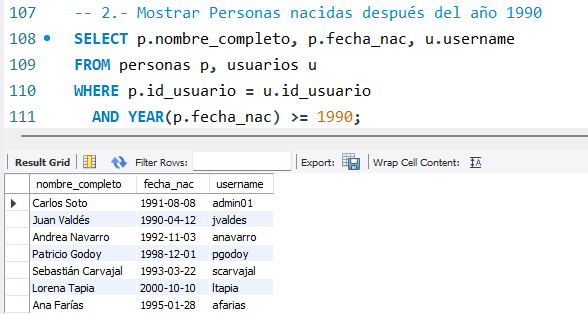 107 -- 2.- Mostrar Personas nacidas después del año 1990
108 SELECT p.nombre_completo, p.fecha_nac, u.username
109 FROM personas p, usuarios u
110 WHERE p.id_usuario = u.id_usuario
111 AND YEAR(p.fecha_nac) >= 1990;
Result Grid Filter Rows: Export: Wrap Cell Content:
nombre_completo fecha_nac username
Carlos Soto 1991-08-08 admin01
Juan Valdés 1990-04-12 jvaldes
Andrea Navarro 1992-11-03 anavarro
Patricio Godoy 1998-12-01 pgodoy
Sebastián Carvajal 1993-03-22 scarvajal
Lorena Tapia 2000-10-10 ltapia
Ana Farías 1995-01-28 afarias